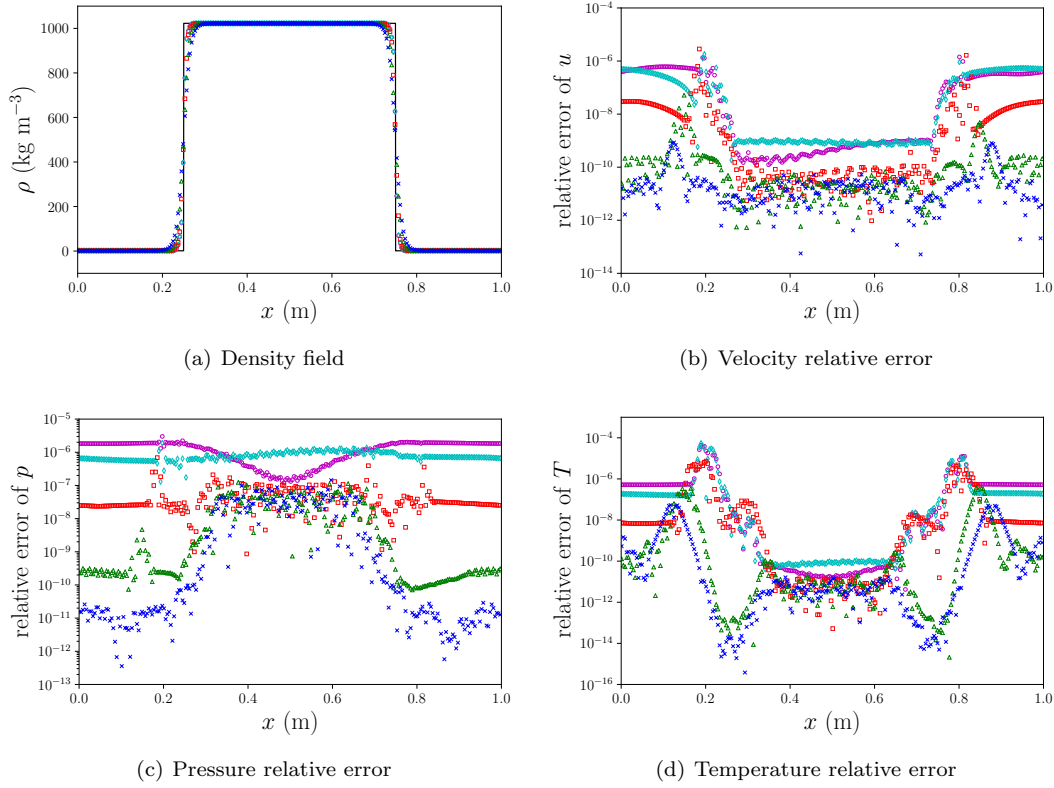 1000
800
600
400
200
0
ρ (kg m⁻³)
0.0 0.2 0.4 0.6 0.8 1.0
x (m)
(a) Density field
10⁻⁴
10⁻⁶
10⁻⁸
10⁻¹⁰
10⁻¹²
10⁻¹⁴
relative error of u
0.0 0.2 0.4 0.6 0.8 1.0
x (m)
(b) Velocity relative error
10⁻⁵
10⁻⁶
10⁻⁷
10⁻⁸
10⁻⁹
10⁻¹⁰
10⁻¹¹
10⁻¹²
10⁻¹³
relative error of p
0.0 0.2 0.4 0.6 0.8 1.0
x (m)
(c) Pressure relative error
10⁻⁴
10⁻⁶
10⁻⁸
10⁻¹⁰
10⁻¹²
10⁻¹⁴
10⁻¹⁶
relative error of T
0.0 0.2 0.4 0.6 0.8 1.0
x (m)
(d) Temperature relative error